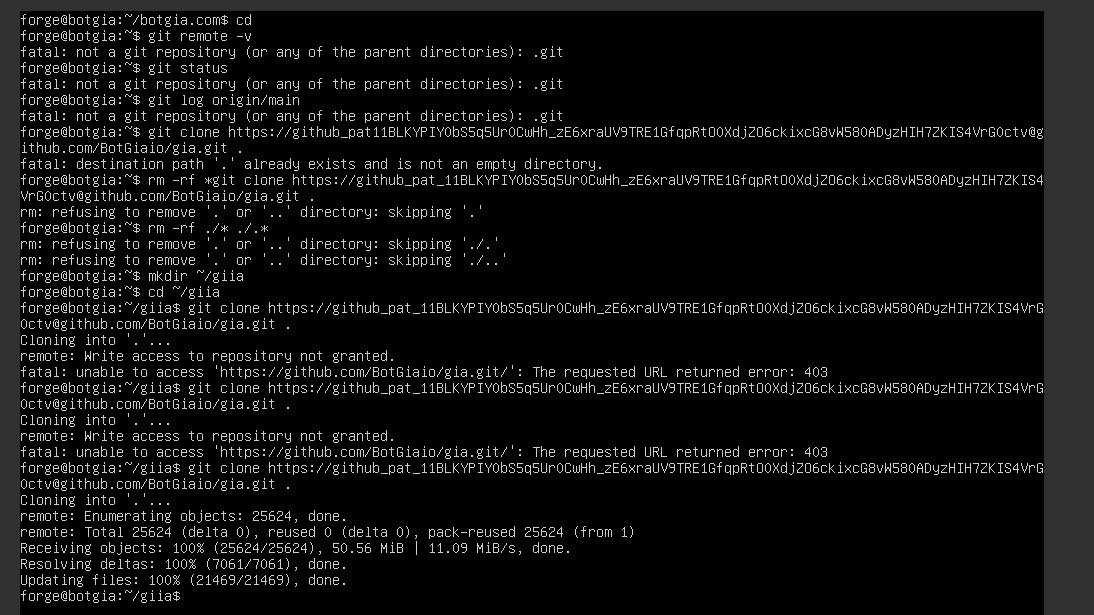 forge@botgia:~/botgia.com$ cd
forge@botgia:~$ git remote -v
fatal: not a git repository (or any of the parent directories): .git
forge@botgia:~$ git status
fatal: not a git repository (or any of the parent directories): .git
forge@botgia:~$ git log origin/main
fatal: not a git repository (or any of the parent directories): .git
forge@botgia:~$ git clone https://github_pat11BLKYPIY0bS5q5Ur0CwHh_zE6xraUV9TRE1GfqpRtO0XdjZO6ckixcG8vW580ADyzHIH7ZKIS4VrG0ctv@g
ithub.com/BotGiaio/gia.git .
fatal: destination path '.' already exists and is not an empty directory.
forge@botgia:~$ rm -rf *git clone https://github_pat_11BLKYPIY0bS5q5Ur0CwHh_zE6xraUV9TRE1GfqpRtO0XdjZO6ckixcG8vW580ADyzHIH7ZKIS4
VrG0ctv@github.com/BotGiaio/gia.git .
rm: refusing to remove '.' or '..' directory: skipping '.'
forge@botgia:~$ rm -rf ./* ./.*
rm: refusing to remove '.' or '..' directory: skipping './.'
rm: refusing to remove '.' or '..' directory: skipping './..'
forge@botgia:~$ mkdir ~/giia
forge@botgia:~$ cd ~/giia
forge@botgia:~/giia$ git clone https://github_pat_11BLKYPIY0bS5q5Ur0CwHh_zE6xraUV9TRE1GfqpRtO0XdjZO6ckixcG8vW580ADyzHIH7ZKIS4VrG
0ctv@github.com/BotGiaio/gia.git .
Cloning into '.'...
remote: Write access to repository not granted.
fatal: unable to access 'https://github.com/BotGiaio/gia.git/': The requested URL returned error: 403
forge@botgia:~/giia$ git clone https://github_pat_11BLKYPIY0bS5q5Ur0CwHh_zE6xraUV9TRE1GfqpRtO0XdjZO6ckixcG8vW580ADyzHIH7ZKIS4VrG
0ctv@github.com/BotGiaio/gia.git .
Cloning into '.'...
remote: Write access to repository not granted.
fatal: unable to access 'https://github.com/BotGiaio/gia.git/': The requested URL returned error: 403
forge@botgia:~/giia$ git clone https://github_pat_11BLKYPIY0bS5q5Ur0CwHh_zE6xraUV9TRE1GfqpRtO0XdjZO6ckixcG8vW580ADyzHIH7ZKIS4VrG
0ctv@github.com/BotGiaio/gia.git .
Cloning into '.'...
remote: Enumerating objects: 25624, done.
remote: Total 25624 (delta 0), reused 0 (delta 0), pack-reused 25624 (from 1)
Receiving objects: 100% (25624/25624), 50.56 MiB | 11.09 MiB/s, done.
Resolving deltas: 100% (7061/7061), done.
Updating files: 100% (21469/21469), done.
forge@botgia:~/giia$